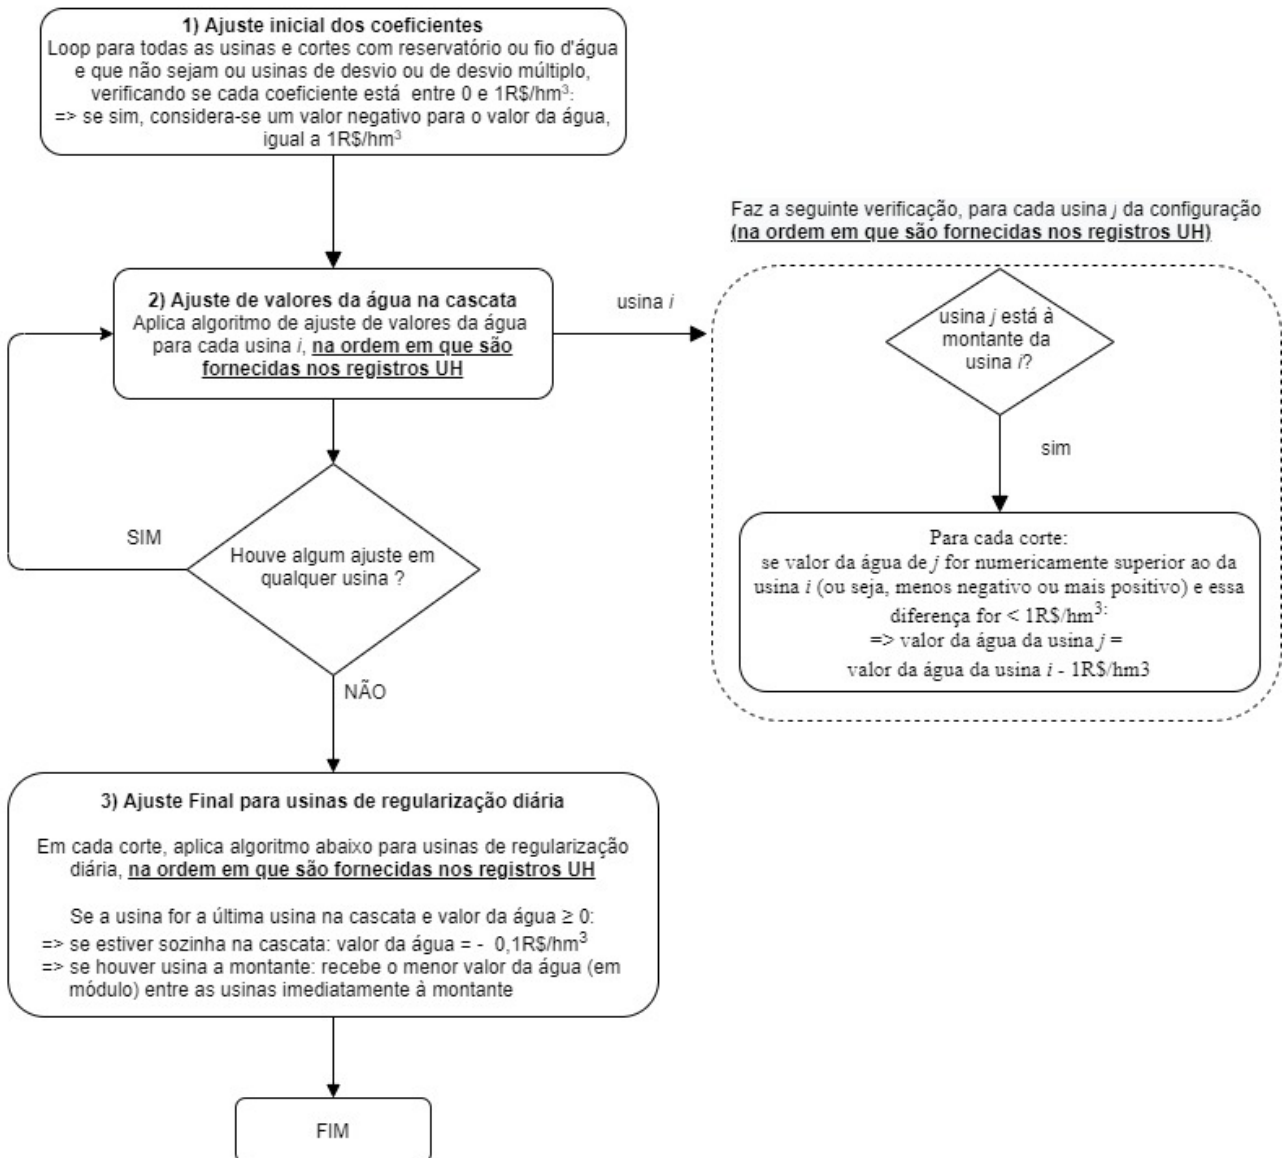 1) Ajuste inicial dos coeficientes
Loop para todas as usinas e cortes com reservatório ou fio d'água
e que não sejam ou usinas de desvio ou de desvio múltiplo,
verificando se cada coeficiente está entre 0 e 1R$/hm³:
=> se sim, considera-se um valor negativo para o valor da água,
igual a 1R$/hm³
Faz a seguinte verificação, para cada usina j da configuração
(na ordem em que são fornecidas nos registros UH)
2) Ajuste de valores da água na cascata
Aplica algoritmo de ajuste de valores da água
para cada usina i, na ordem em que são
fornecidas nos registros UH
usina i
usina j está à
montante da
usina i?
sim
SIM
Houve algum ajuste em
qualquer usina ?
NÃO
Para cada corte:
se valor da água de j for numericamente superior ao da
usina i (ou seja, menos negativo ou mais positivo) e essa
diferença for < 1R$/hm³:
=> valor da água da usina j =
valor da água da usina i - 1R$/hm3
3) Ajuste Final para usinas de regularização diária
Em cada corte, aplica algoritmo abaixo para usinas de regularização
diária, na ordem em que são fornecidas nos registros UH
Se a usina for a última usina na cascata e valor da água ≥ 0:
=> se estiver sozinha na cascata: valor da água = - 0,1R$/hm³
=> se houver usina a montante: recebe o menor valor da água (em
módulo) entre as usinas imediatamente à montante
FIM